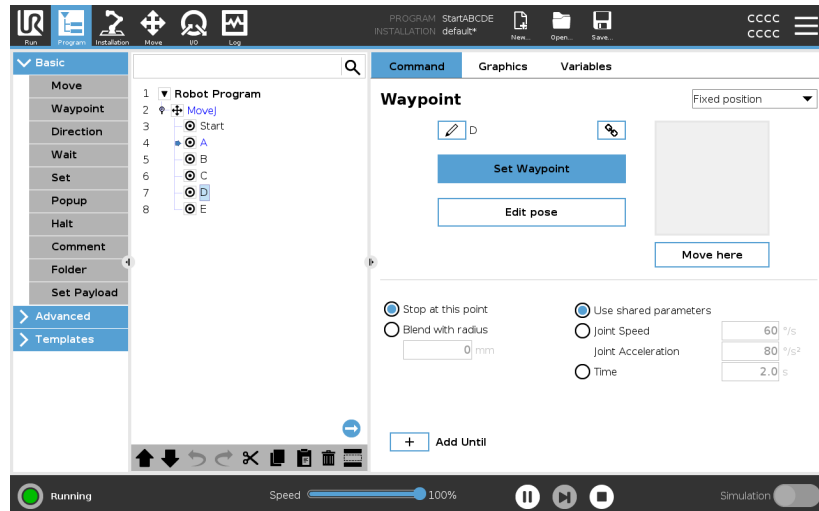 PROGRAM StartABCDE
INSTALLATION default*
CCCC
CCCC
UR
Run
Program
Installation
Move
I/O
Log
New...
Open...
Save...
Basic
Move
Waypoint
Direction
Wait
Set
Popup
Halt
Comment
Folder
Set Payload
Advanced
Templates
1 Robot Program
2 MoveJ
3 Start
4 A
5 B
6 C
7 D
8 E
Command Graphics Variables
Waypoint
Fixed position
D
Set Waypoint
Edit pose
Move here
Stop at this point
Blend with radius
0 mm
Use shared parameters
Joint Speed 60 °/s
Joint Acceleration 80 °/s²
Time 2.0 s
+ Add Until
Running
Speed 100%
Simulation